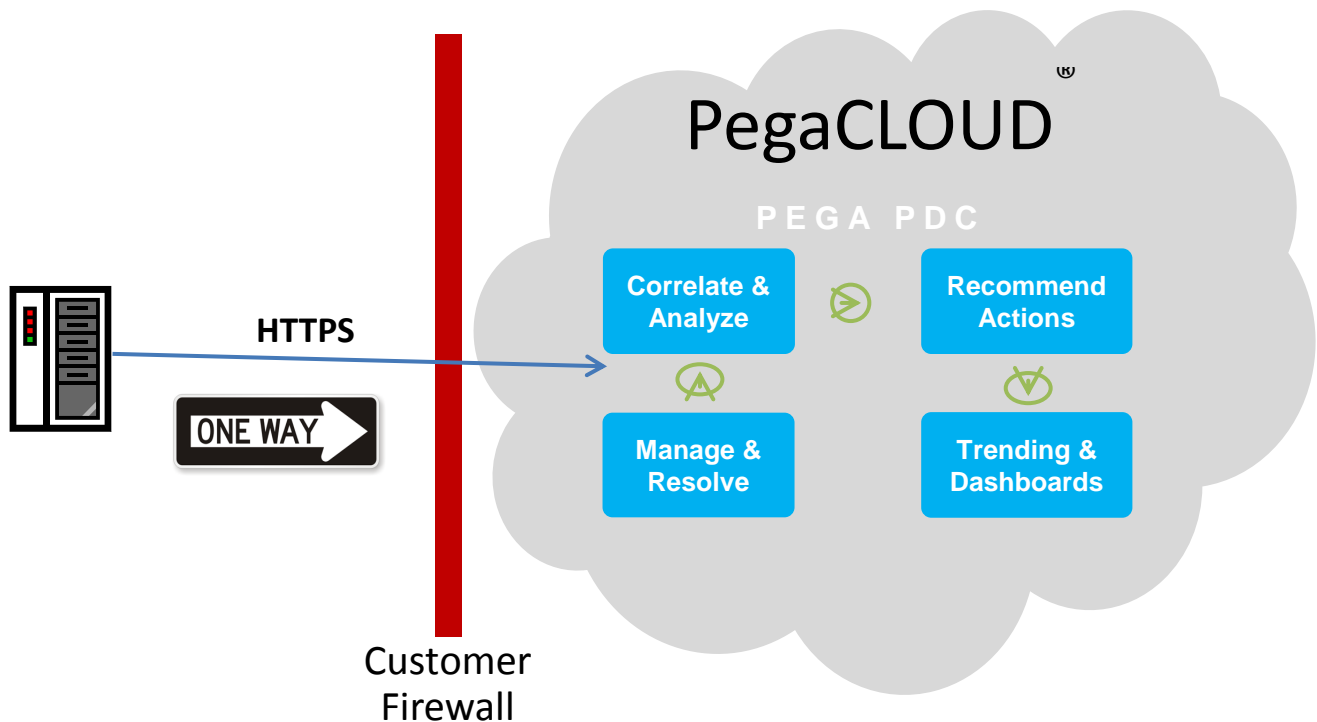 PegaCLOUD®
PEGA PDC
Correlate &
Analyze
Recommend
Actions
HTTPS
ONE WAY
Manage &
Resolve
Trending &
Dashboards
Customer
Firewall